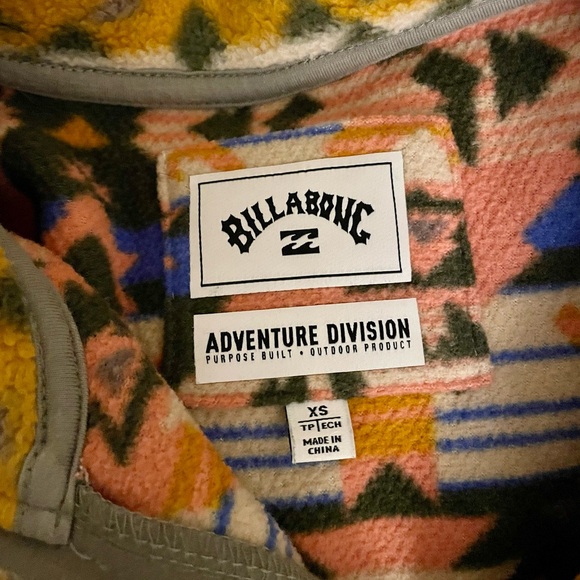 BILLABONG
ADVENTURE DIVISION
PURPOSE BUILT • OUTDOOR PRODUCT
XS
TP TECH
MADE IN
CHINA